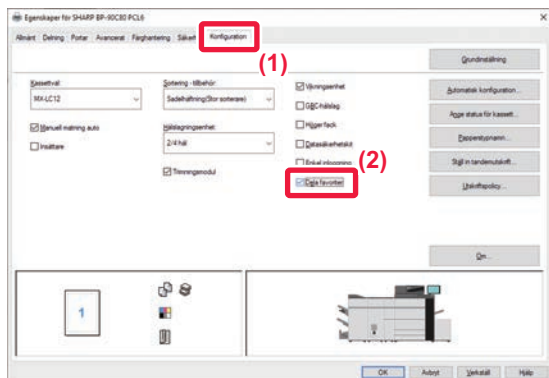 Egenskaper för SHARP BP-90C80 PCL6
Allmänt Delning Portar Avancerat Färghantering Säkert Konfiguration
(1)
Grundinställning
Kassettval:
MX-LC12
Manuell matning auto
Insättare
Sortering - tillbehör:
Sadelhäftning(Stor sorterare)
Hålslagningsenhet:
2/4 hål
Trimningsmodul
Vikningsenhet
GBC-hålslag
Höger fack
Datasäkerhetskit
Enkel inloggning
(2)
Dela favoriter
Automatisk konfiguration...
Ange status för kassett...
Papperstypnamn...
Ställ in tandemutskrift...
Utskriftspolicy...
Om...
1
OK Avbryt Verkställ Hjälp